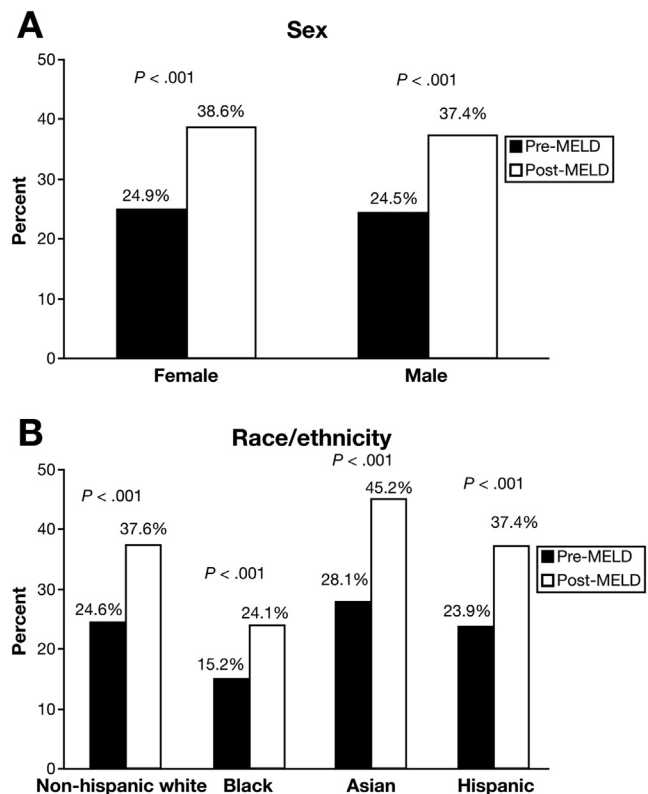 A
Sex
50
40
30
20
10
0
Percent
P < .001
P < .001
24.9%
38.6%
24.5%
37.4%
Pre-MELD
Post-MELD
Female
Male
B
Race/ethnicity
50
40
30
20
10
0
Percent
P < .001
P < .001
P < .001
P < .001
24.6%
37.6%
15.2%
24.1%
28.1%
45.2%
23.9%
37.4%
Pre-MELD
Post-MELD
Non-hispanic white
Black
Asian
Hispanic